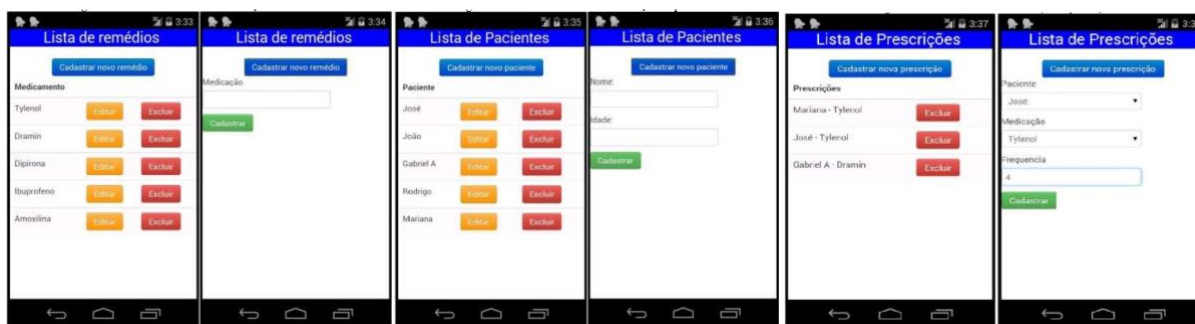 3:33
Lista de remédios
Cadastrar novo remédio
Medicamento
Tylenol Editar Excluir
Dramin Editar Excluir
Dipirona Editar Excluir
Ibuprofeno Editar Excluir
Amoxilina Editar Excluir
3:34
Lista de remédios
Cadastrar novo remédio
Medicação
Cadastrar
3:35
Lista de Pacientes
Cadastrar novo paciente
Paciente
José Editar Excluir
João Editar Excluir
Gabriel A Editar Excluir
Rodrigo Editar Excluir
Mariana Editar Excluir
3:36
Lista de Pacientes
Cadastrar novo paciente
Nome:
Idade:
Cadastrar
3:37
Lista de Prescrições
Cadastrar nova prescrição
Prescrições
Mariana - Tylenol Excluir
José - Tylenol Excluir
Gabriel A - Dramin Excluir
Lista de Prescrições
Cadastrar nova prescrição
Paciente
José
Medicação
Tylenol
Frequencia
4
Cadastrar